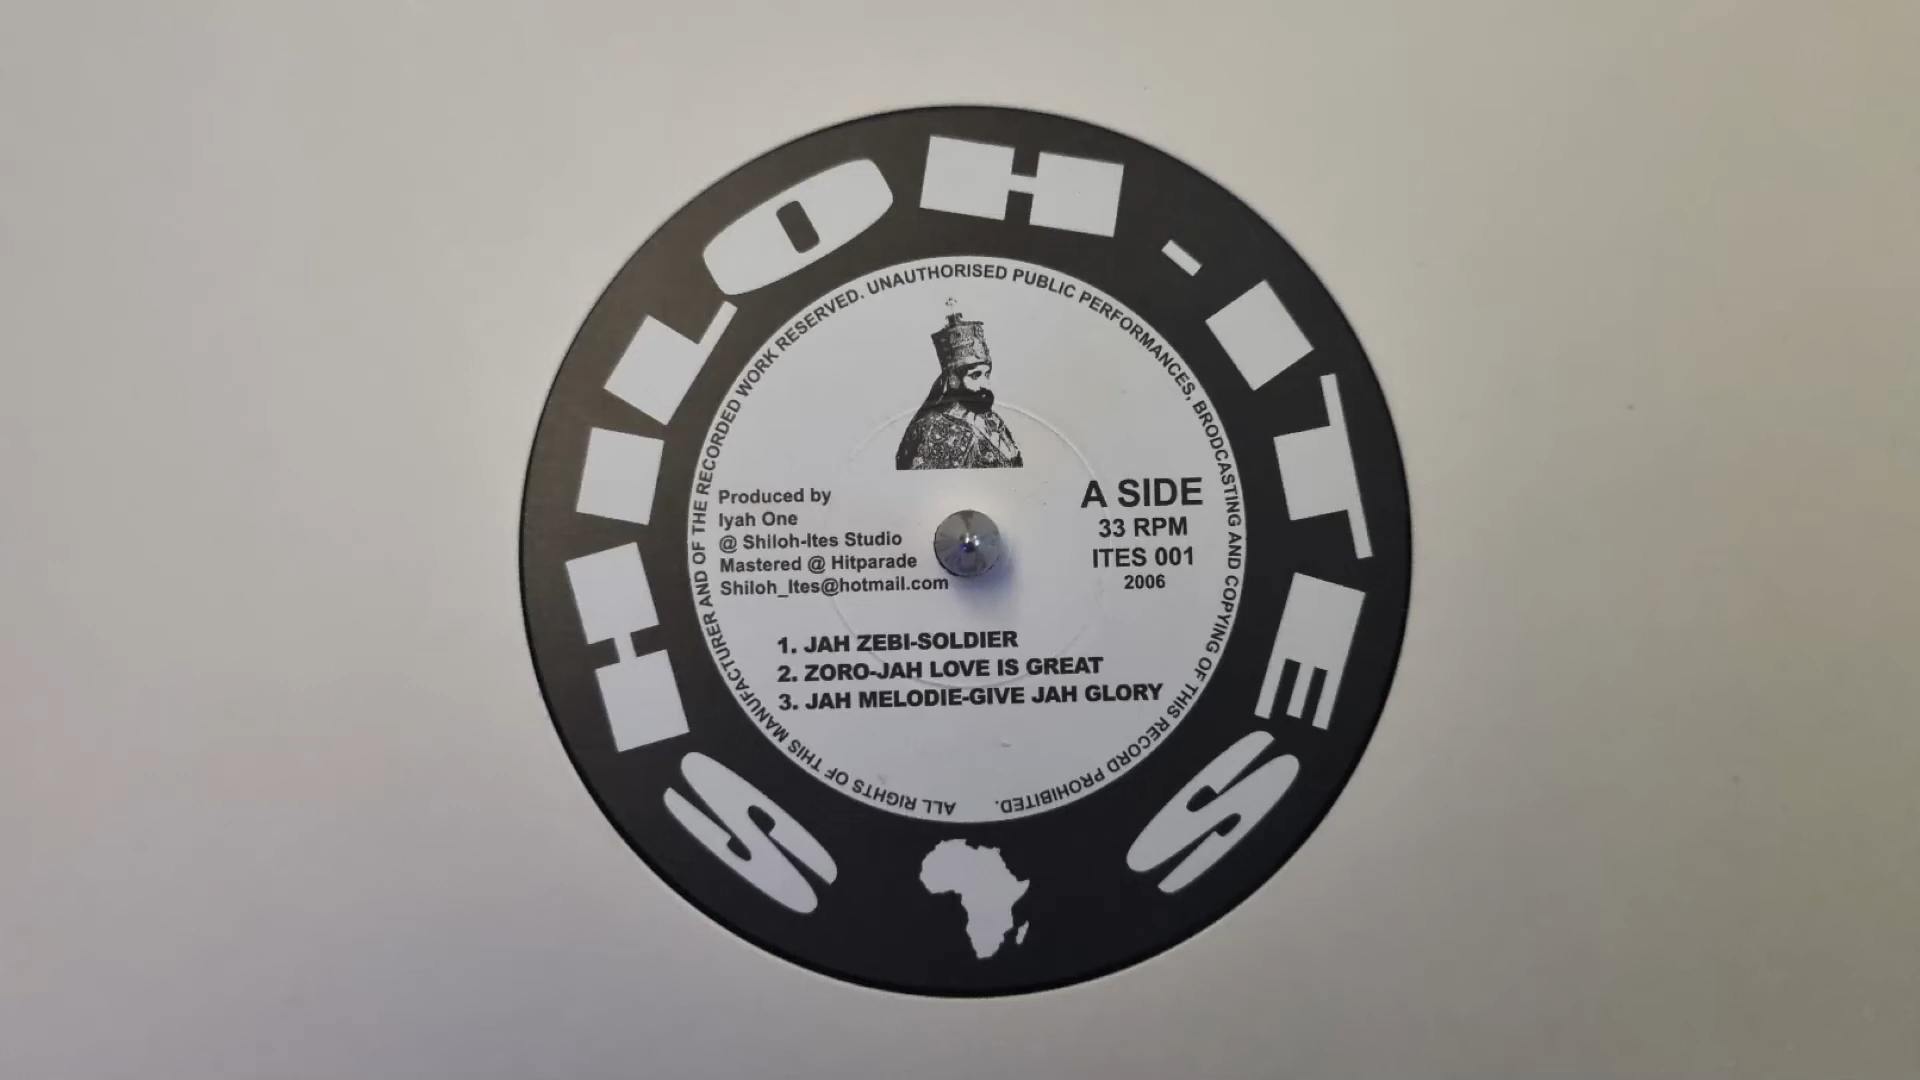 SHILOH-ITES
ALL RIGHTS OF THIS MANUFACTURER AND OF THE RECORDED WORK RESERVED. UNAUTHORISED PUBLIC PERFORMANCES, BRODCASTING AND COPYING OF THIS RECORD PROHIBITED.
Produced by
Iyah One
@ Shiloh-Ites Studio
Mastered @ Hitparade
Shiloh_Ites@hotmail.com
A SIDE
33 RPM
ITES 001
2006
1. JAH ZEBI-SOLDIER
2. ZORO-JAH LOVE IS GREAT
3. JAH MELODIE-GIVE JAH GLORY